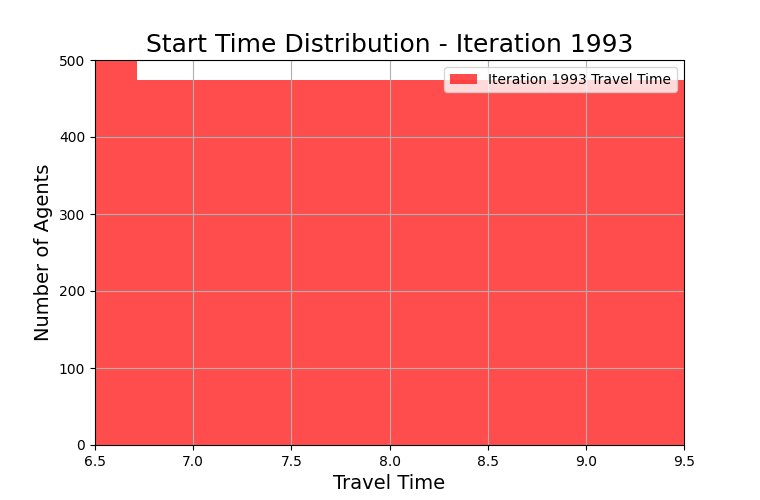 Start Time Distribution - Iteration 1993
Iteration 1993 Travel Time
Number of Agents
500
400
300
200
100
0
6.5 7.0 7.5 8.0 8.5 9.0 9.5
Travel Time